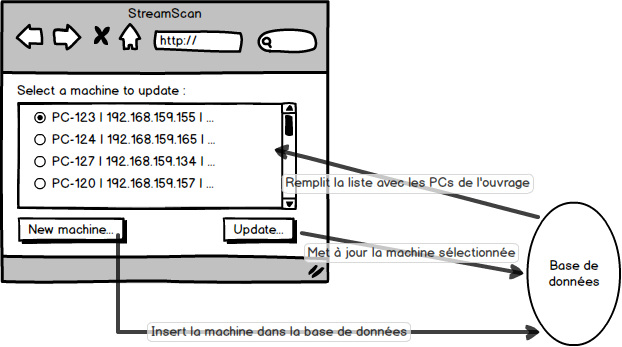 StreamScan
http://
Select a machine to update :
PC-123 | 192.168.159.155 | ...
PC-124 | 192.168.159.165 | ...
PC-127 | 192.168.159.134 | ...
PC-120 | 192.168.159.157 | ...
Remplit la liste avec les PCs de l'ouvrage
New machine...
Update...
Met à jour la machine sélectionnée
Base de
données
Insert la machine dans la base de données